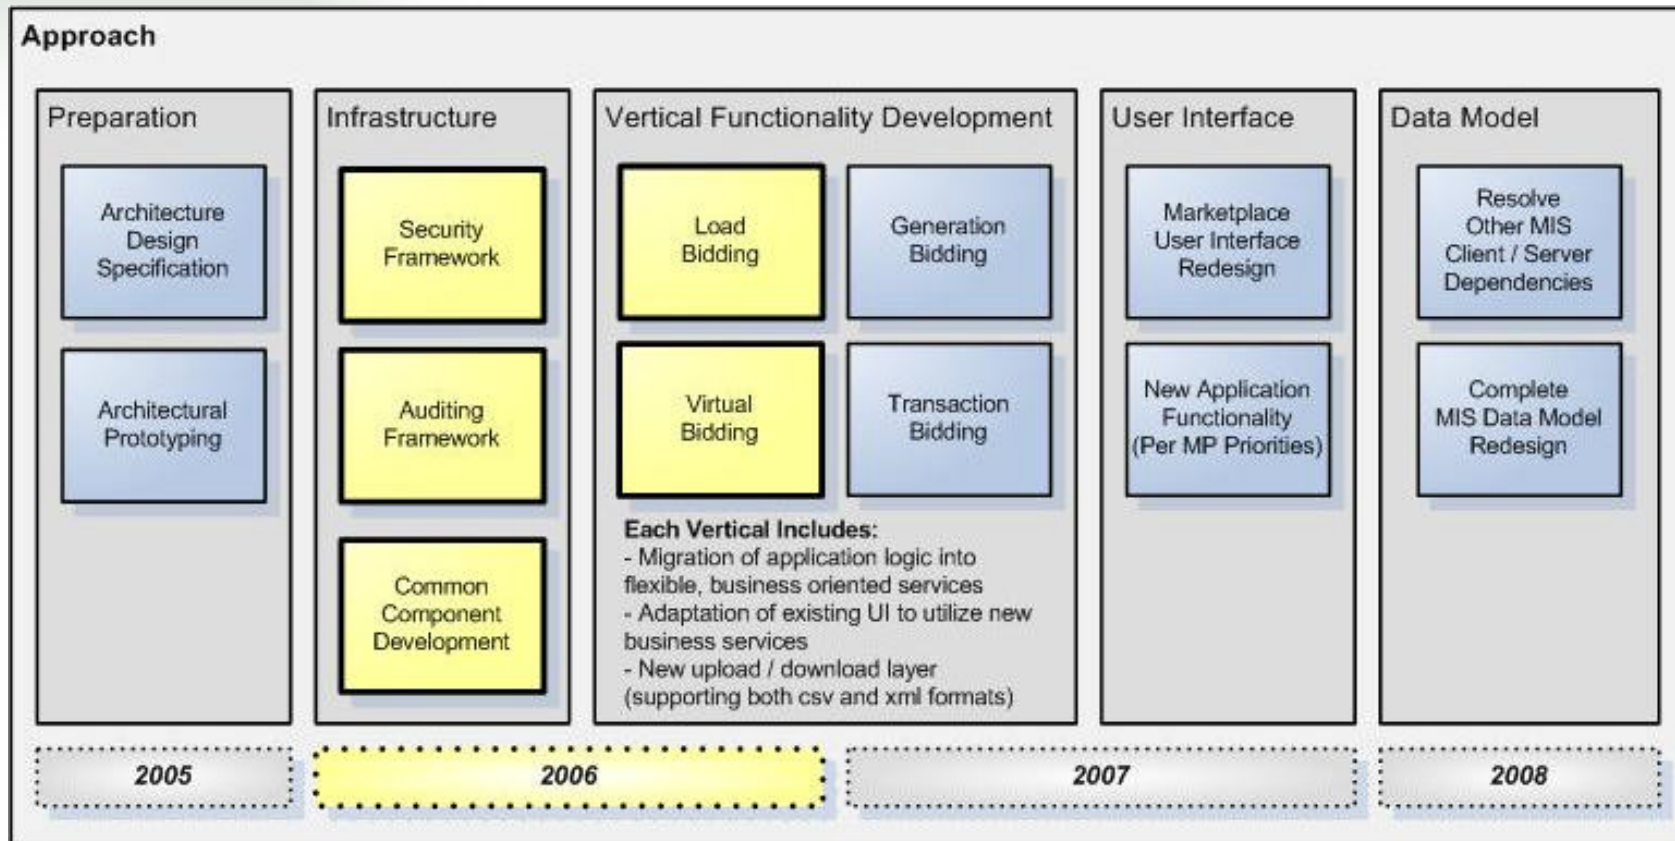 Approach
Preparation
Architecture
Design
Specification
Architectural
Prototyping
Infrastructure
Security
Framework
Auditing
Framework
Common
Component
Development
Vertical Functionality Development
Load
Bidding
Generation
Bidding
Virtual
Bidding
Transaction
Bidding
Each Vertical Includes:
- Migration of application logic into
flexible, business oriented services
- Adaptation of existing UI to utilize new
business services
- New upload / download layer
(supporting both csv and xml formats)
User Interface
Marketplace
User Interface
Redesign
New Application
Functionality
(Per MP Priorities)
Data Model
Resolve
Other MIS
Client / Server
Dependencies
Complete
MIS Data Model
Redesign
2005
2006
2007
2008